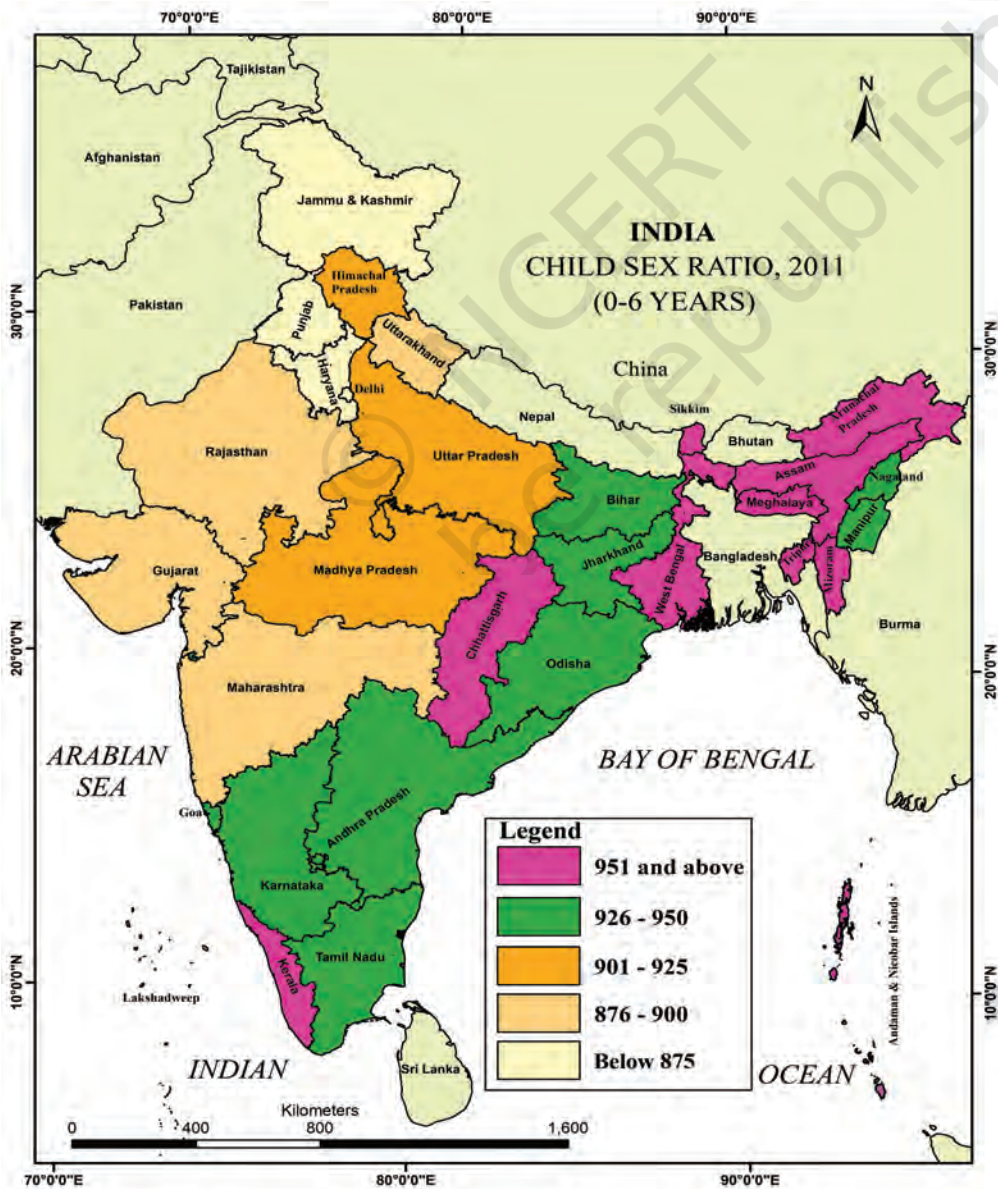 70°0'0"E
80°0'0"E
90°0'0"E
Tajikistan
N
Afghanistan
Jammu & Kashmir
INDIA
CHILD SEX RATIO, 2011
(0-6 YEARS)
Himachal
Pradesh
Pakistan
30°0'0"N
Punjab
Uttarakhand
30°0'0"N
Haryana
Delhi
China
Nepal
Sikkim
Arunachal
Pradesh
Bhutan
Rajasthan
Uttar Pradesh
Assam
Nagaland
Bihar
Meghalaya
Manipur
Jharkhand
Bangladesh
Gujarat
Madhya Pradesh
West Bengal
Mizoram
Chhattisgarh
Burma
20°0'0"N
Odisha
20°0'0"N
Maharashtra
ARABIAN
SEA
BAY OF BENGAL
Goa
Andhra Pradesh
Legend
951 and above
Karnataka
926 - 950
Tamil Nadu
901 - 925
Kerala
Andaman & Nicobar Islands
10°0'0"N
Lakshadweep
10°0'0"N
876 - 900
Below 875
Sri Lanka
INDIAN
OCEAN
Kilometers
0 400 800 1,600
70°0'0"E
80°0'0"E
90°0'0"E
© NCERT
be republish